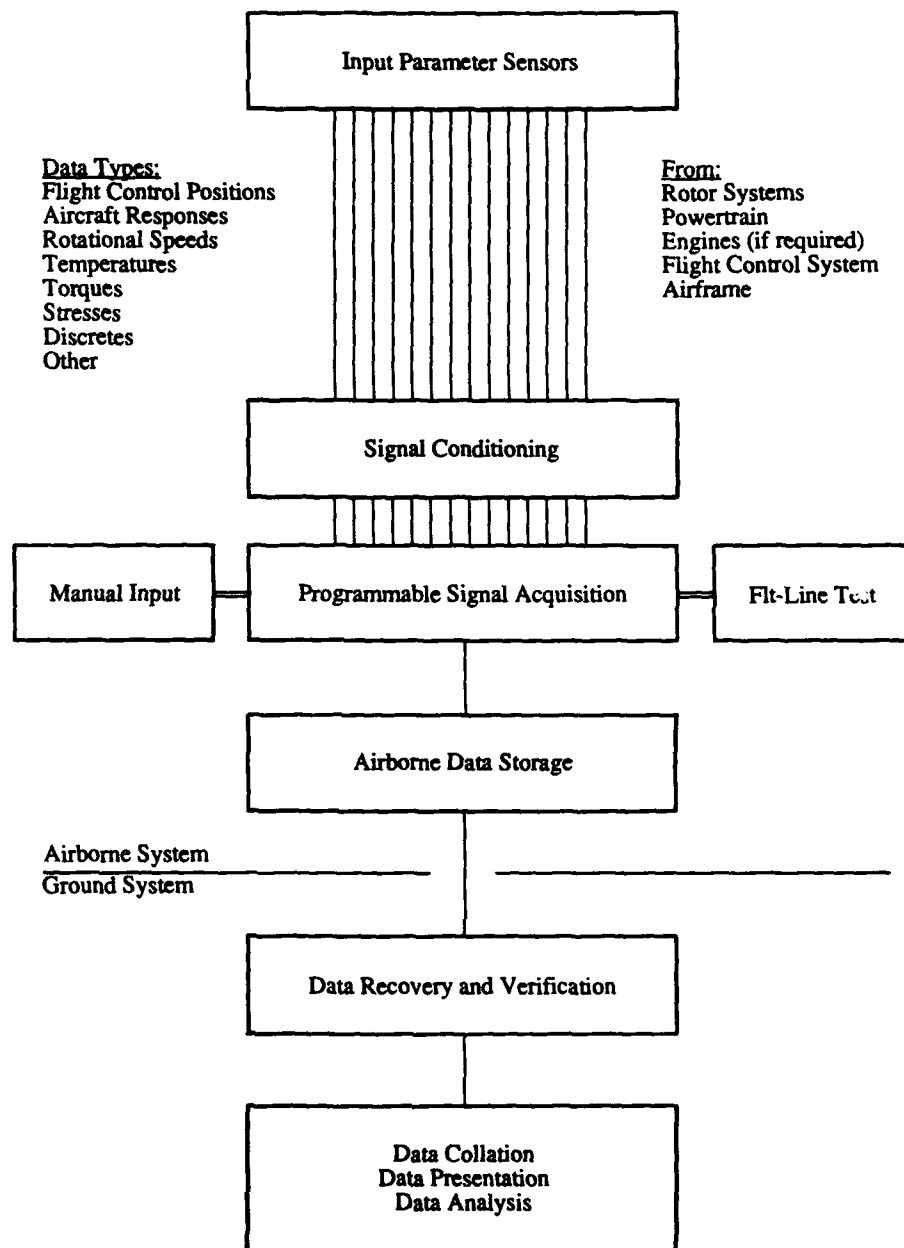 Input Parameter Sensors
Data Types:
Flight Control Positions
Aircraft Responses
Rotational Speeds
Temperatures
Torques
Stresses
Discretes
Other
From:
Rotor Systems
Powertrain
Engines (if required)
Flight Control System
Airframe
Signal Conditioning
Manual Input
Programmable Signal Acquisition
Flt-Line Test
Airborne Data Storage
Airborne System
Ground System
Data Recovery and Verification
Data Collation
Data Presentation
Data Analysis